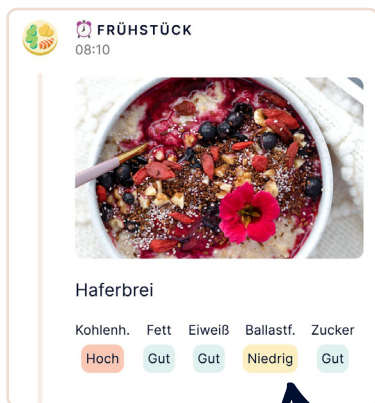 FRÜHSTÜCK
08:10
Haferbrei
Kohlenh. Fett Eiweiß Ballastf. Zucker
Hoch Gut Gut Niedrig Gut